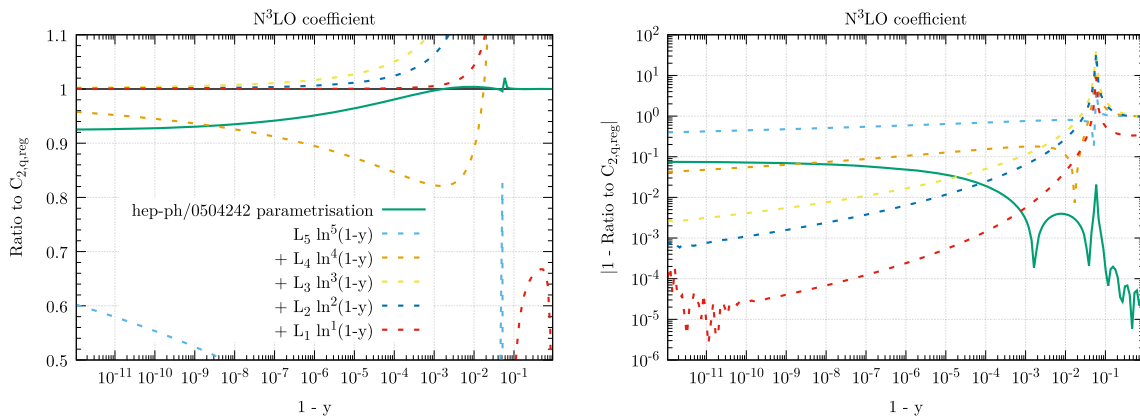 N³LO coefficient
Ratio to C₂,q,reg
1.1
1
0.9
0.8
0.7
0.6
0.5
hep-ph/0504242 parametrisation
L₅ ln⁵(1-y)
+ L₄ ln⁴(1-y)
+ L₃ ln³(1-y)
+ L₂ ln²(1-y)
+ L₁ ln¹(1-y)
10⁻¹¹ 10⁻¹⁰ 10⁻⁹ 10⁻⁸ 10⁻⁷ 10⁻⁶ 10⁻⁵ 10⁻⁴ 10⁻³ 10⁻² 10⁻¹
1 - y
N³LO coefficient
|1 - Ratio to C₂,q,reg|
10²
10¹
10⁰
10⁻¹
10⁻²
10⁻³
10⁻⁴
10⁻⁵
10⁻⁶
10⁻¹¹ 10⁻¹⁰ 10⁻⁹ 10⁻⁸ 10⁻⁷ 10⁻⁶ 10⁻⁵ 10⁻⁴ 10⁻³ 10⁻² 10⁻¹
1 - y